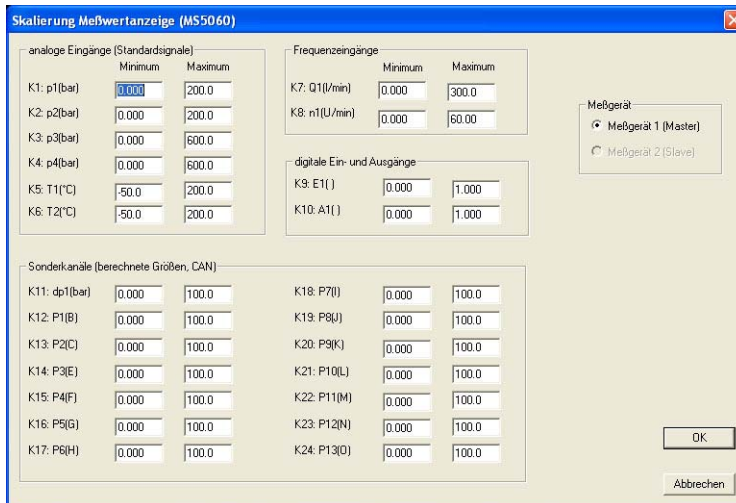 Skalierung Meßwertanzeige (MS5060)
analoge Eingänge (Standardsignale)
Minimum Maximum
K1: p1(bar) 0.000 200.0
K2: p2(bar) 0.000 200.0
K3: p3(bar) 0.000 600.0
K4: p4(bar) 0.000 600.0
K5: T1(°C) -50.0 200.0
K6: T2(°C) -50.0 200.0
Frequenzeingänge
Minimum Maximum
K7: Q1(l/min) 0.000 300.0
K8: n1(U/min) 0.000 60.00
digitale Ein- und Ausgänge
K9: E1( ) 0.000 1.000
K10: A1( ) 0.000 1.000
Meßgerät
Meßgerät 1 (Master)
Meßgerät 2 (Slave)
Sonderkanäle (berechnete Größen, CAN)
K11: dp1(bar) 0.000 100.0
K12: P1(B) 0.000 100.0
K13: P2(C) 0.000 100.0
K14: P3(E) 0.000 100.0
K15: P4(F) 0.000 100.0
K16: P5(G) 0.000 100.0
K17: P6(H) 0.000 100.0
K18: P7(I) 0.000 100.0
K19: P8(J) 0.000 100.0
K20: P9(K) 0.000 100.0
K21: P10(L) 0.000 100.0
K22: P11(M) 0.000 100.0
K23: P12(N) 0.000 100.0
K24: P13(O) 0.000 100.0
OK
Abbrechen